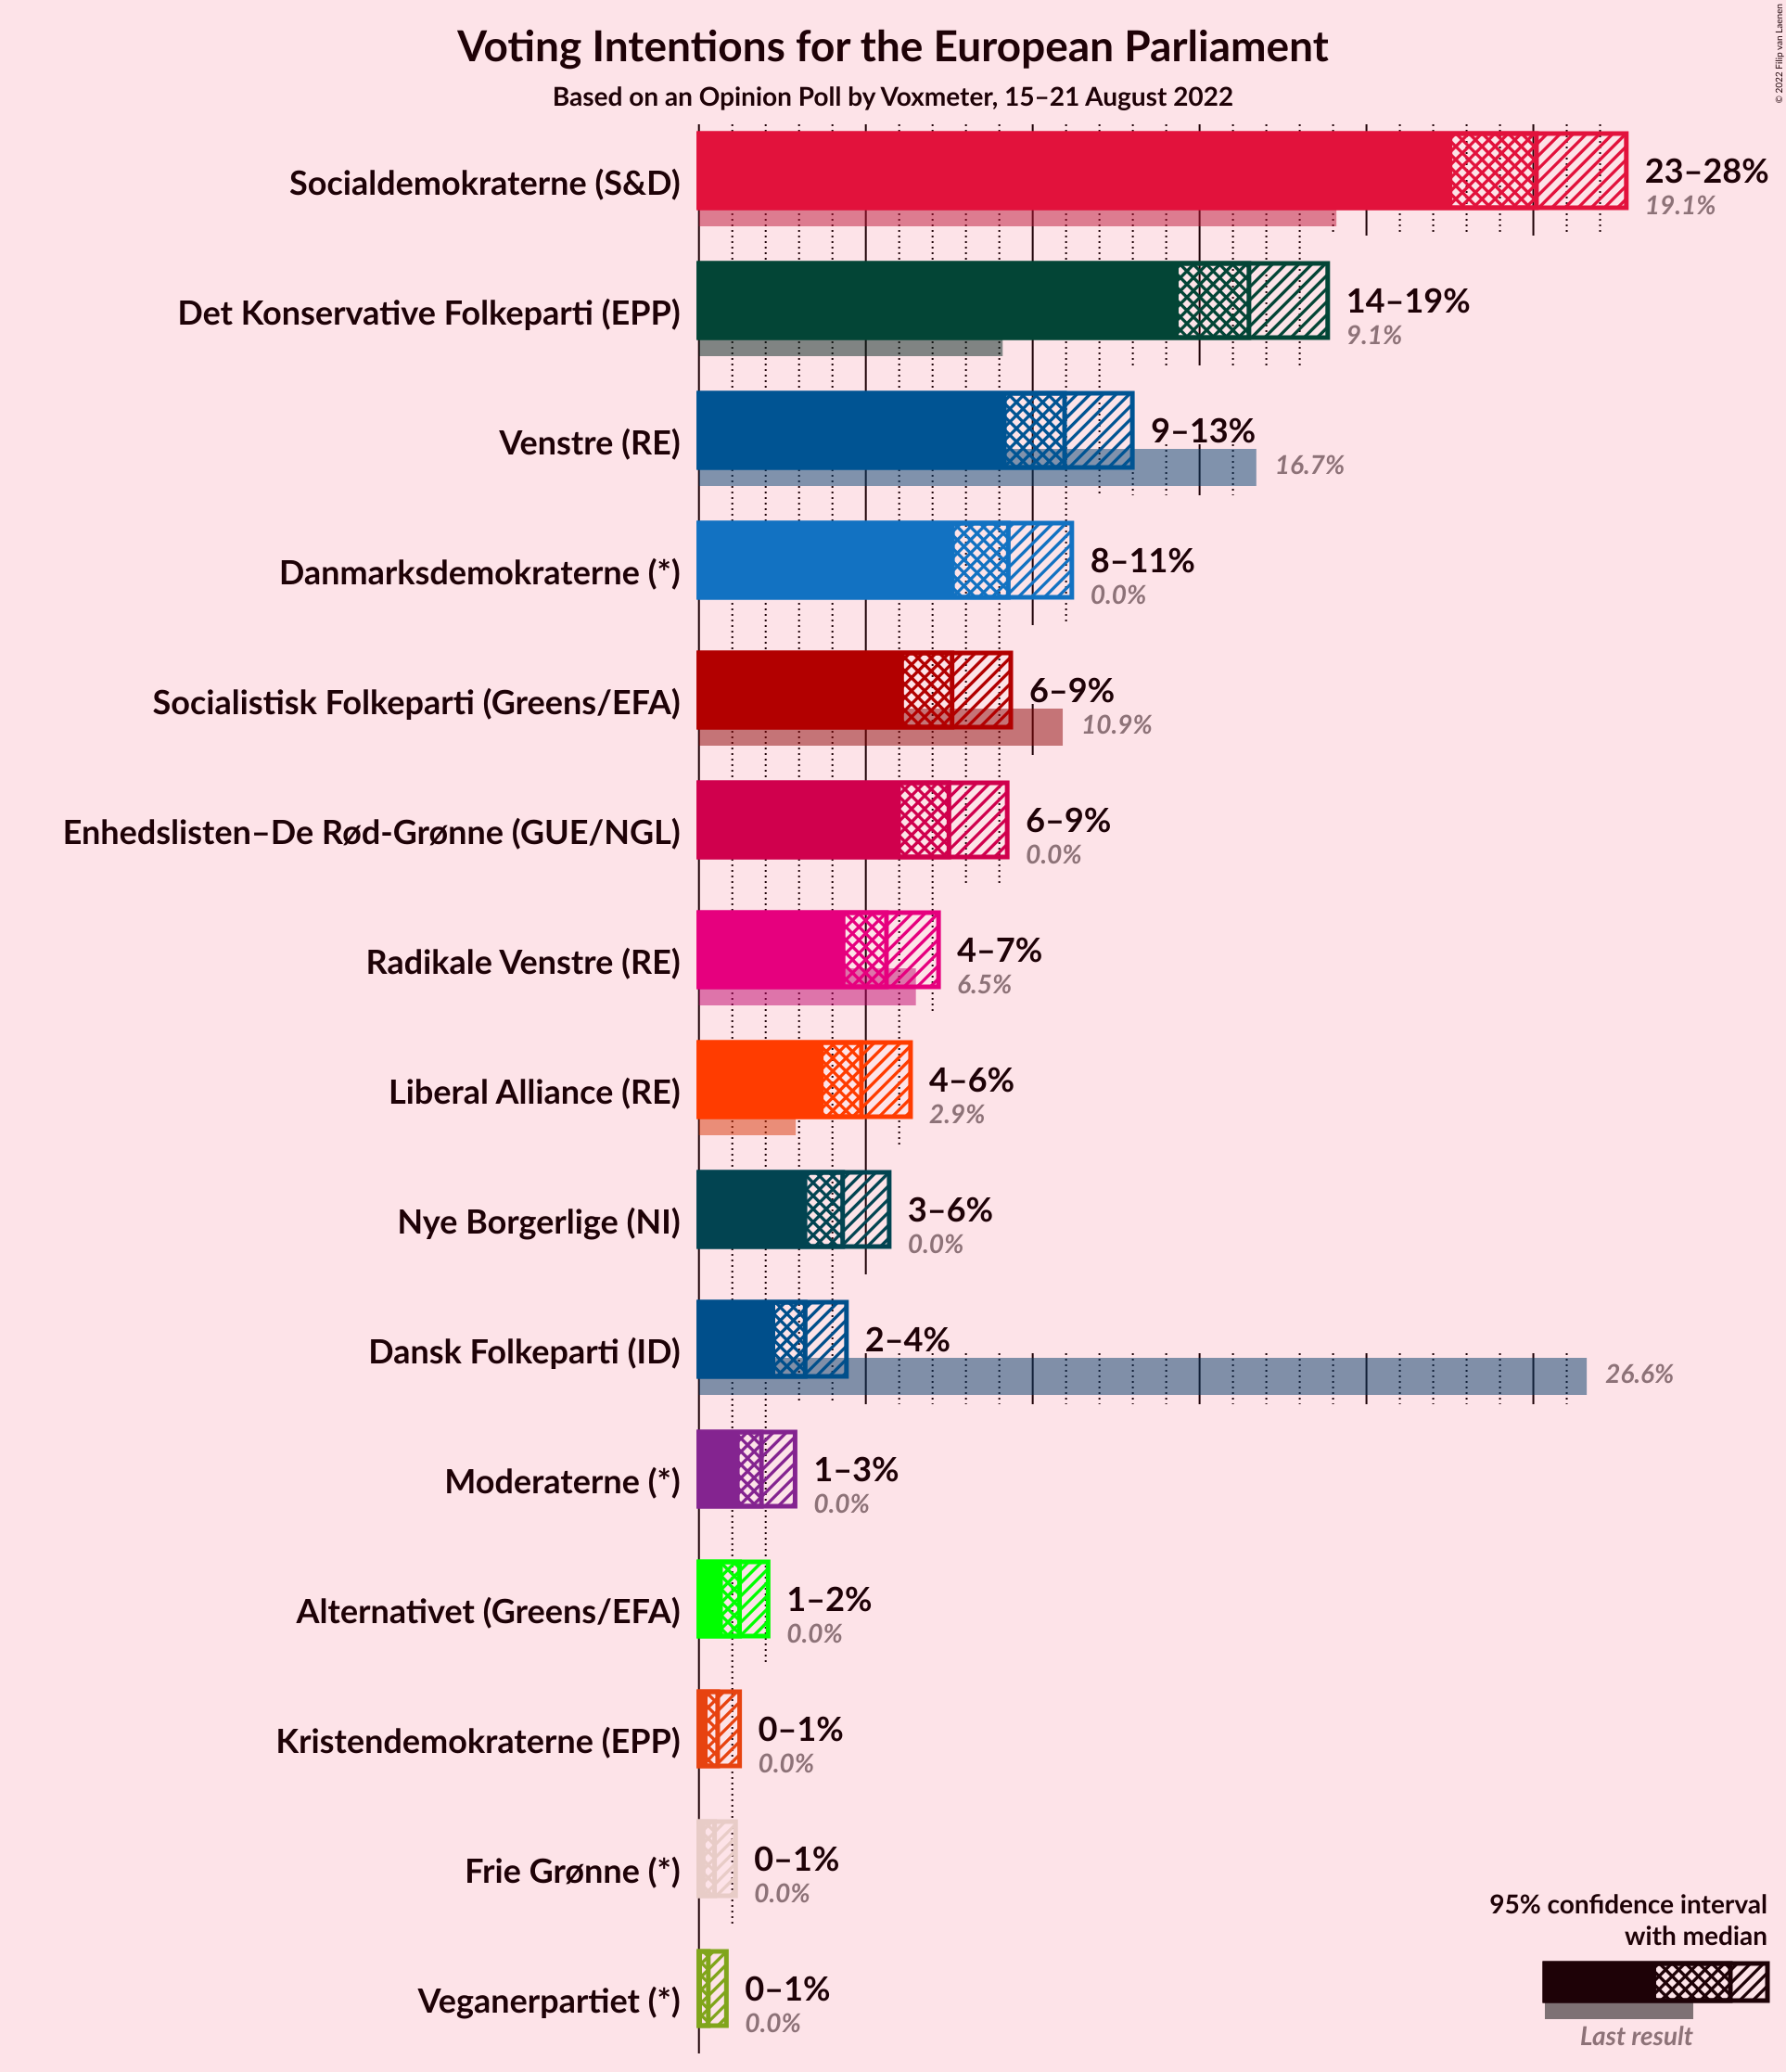 Voting Intentions for the European Parliament
Based on an Opinion Poll by Voxmeter, 15–21 August 2022
© 2022 Filip van Laenen
Socialdemokraterne (S&D)
23–28%
19.1%
Det Konservative Folkeparti (EPP)
14–19%
9.1%
Venstre (RE)
9–13%
16.7%
Danmarksdemokraterne (*)
8–11%
0.0%
Socialistisk Folkeparti (Greens/EFA)
6–9%
10.9%
Enhedslisten–De Rød-Grønne (GUE/NGL)
6–9%
0.0%
Radikale Venstre (RE)
4–7%
6.5%
Liberal Alliance (RE)
4–6%
2.9%
Nye Borgerlige (NI)
3–6%
0.0%
Dansk Folkeparti (ID)
2–4%
26.6%
Moderaterne (*)
1–3%
0.0%
Alternativet (Greens/EFA)
1–2%
0.0%
Kristendemokraterne (EPP)
0–1%
0.0%
Frie Grønne (*)
0–1%
0.0%
Veganerpartiet (*)
0–1%
0.0%
95% confidence interval
with median
Last result